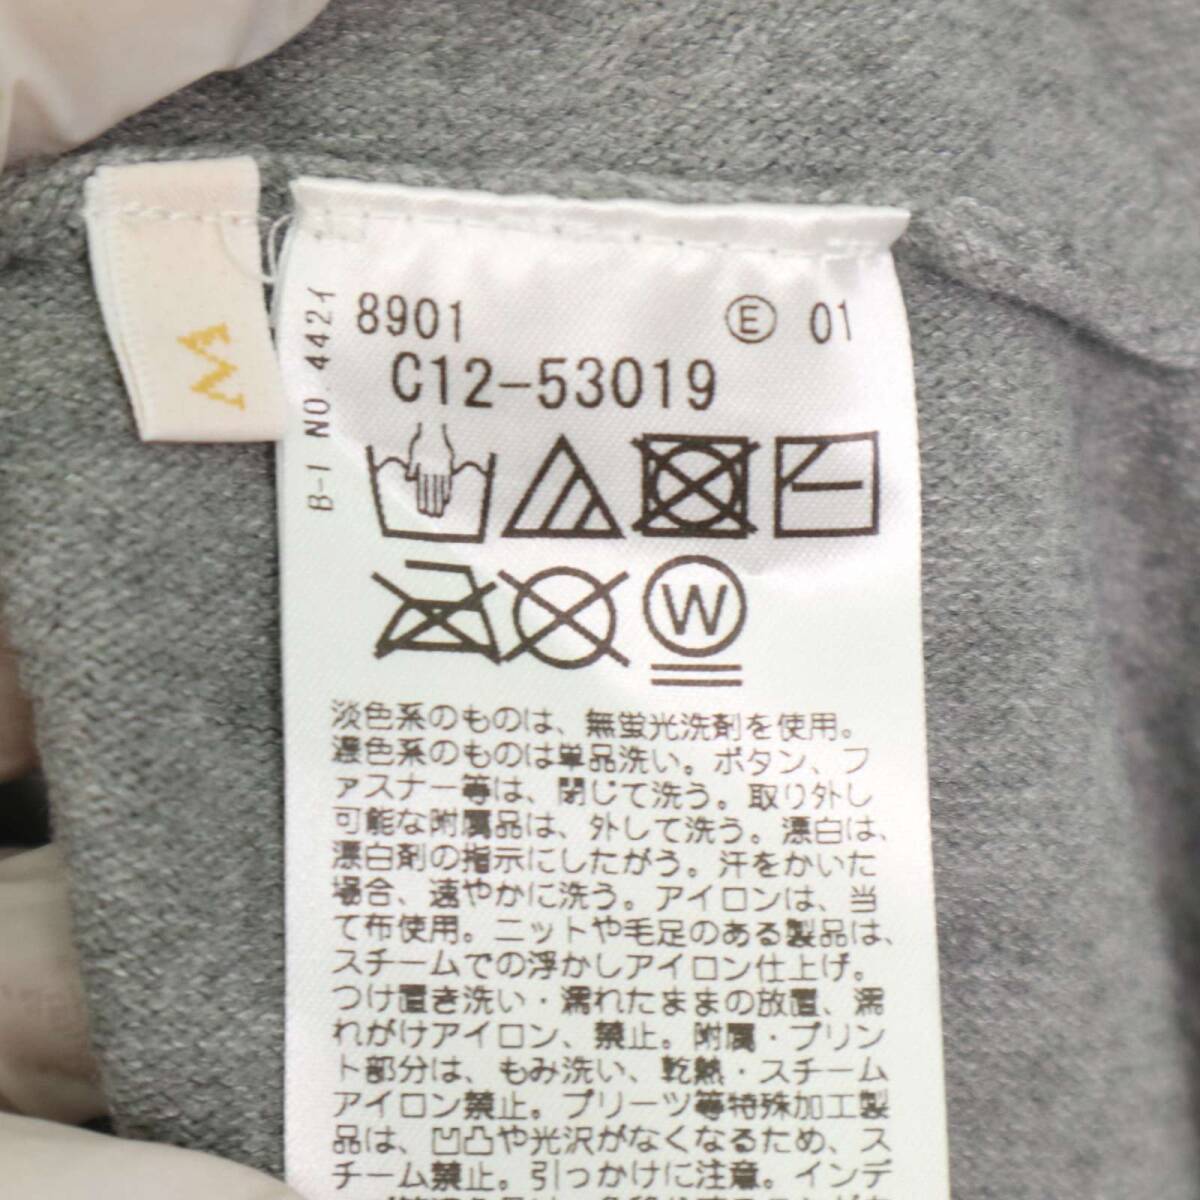 M
8901 Ⓔ 01
C12-53019
B-1 NO. 442イ
W
淡色系のものは、無蛍光洗剤を使用。
濃色系のものは単品洗い。ボタン、フ
ァスナー等は、閉じて洗う。取り外し
可能な附属品は、外して洗う。漂白は、
漂白剤の指示にしたがう。汗をかいた
場合、速やかに洗う。アイロンは、当
て布使用。ニットや毛足のある製品は、
スチームでの浮かしアイロン仕上げ。
つけ置き洗い・濡れたままの放置、濡
れがけアイロン、禁止。附属・プリン
ト部分は、もみ洗い、乾熱・スチーム
アイロン禁止。プリーツ等特殊加工製
品は、凹凸や光沢がなくなるため、ス
チーム禁止。引っかけに注意。インデ